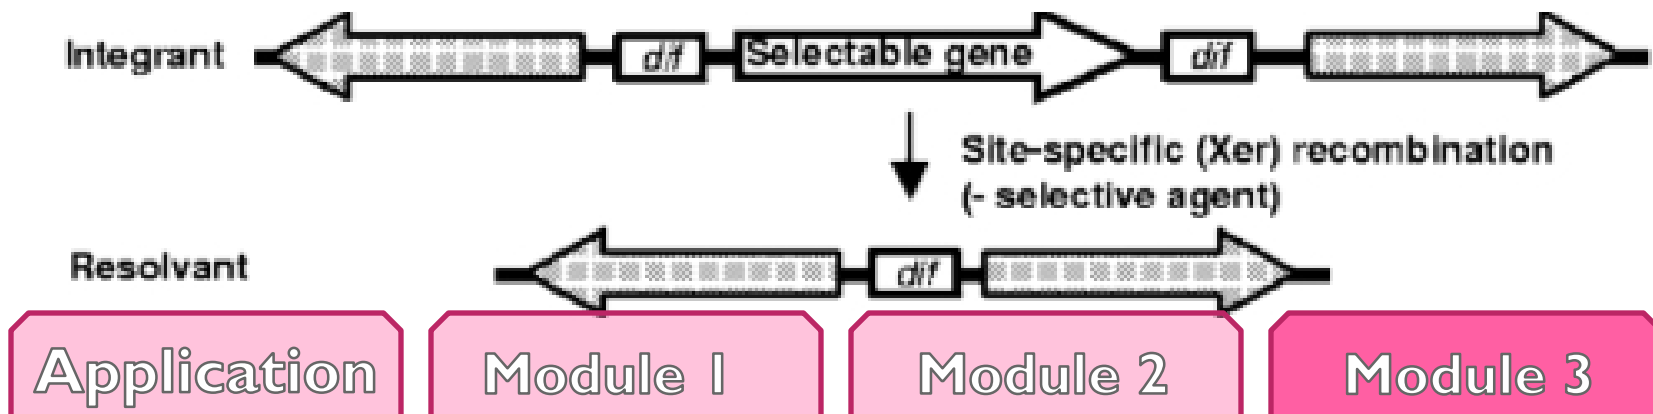 Integrant dif Selectable gene dif
Site-specific (Xer) recombination
(- selective agent)
Resolvant dif
Application Module 1 Module 2 Module 3